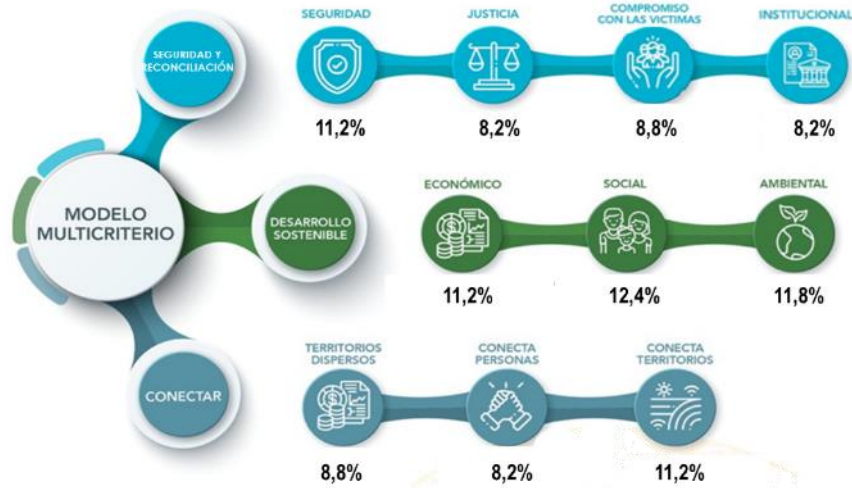 SEGURIDAD
JUSTICIA
COMPROMISO
CON LAS VICTIMAS
INSTITUCIONAL
SEGURIDAD Y
RECONCILIACIÓN
11,2%
8,2%
8,8%
8,2%
MODELO
MULTICRITERIO
DESARROLLO
SOSTENIBLE
ECONÓMICO
SOCIAL
AMBIENTAL
11,2%
12,4%
11,8%
CONECTAR
TERRITORIOS
DISPERSOS
CONECTA
PERSONAS
CONECTA
TERRITORIOS
8,8%
8,2%
11,2%